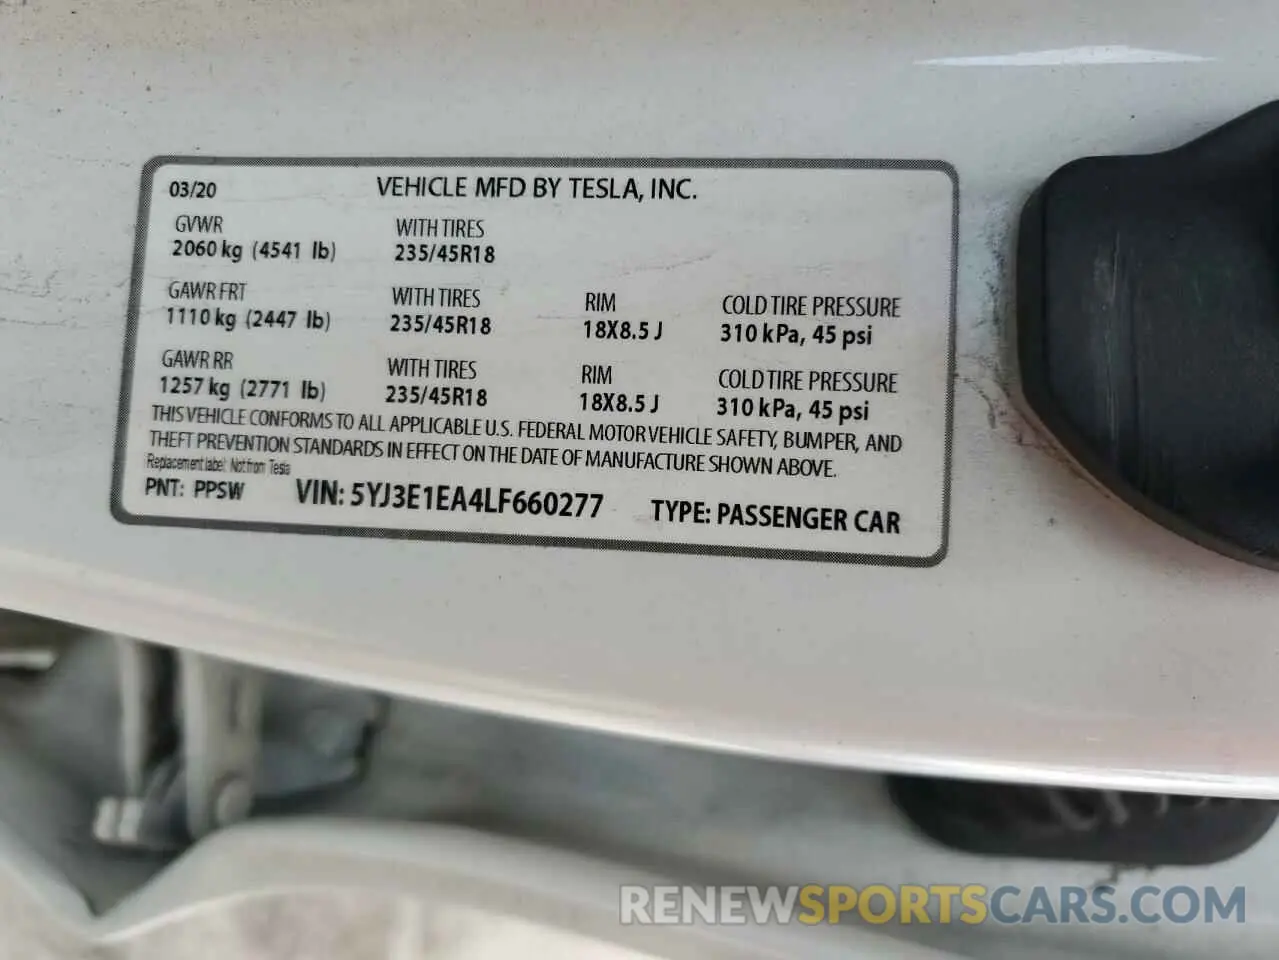 03/20 VEHICLE MFD BY TESLA, INC.
GVWR WITH TIRES
2060 kg (4541 lb) 235/45R18
GAWR FRT WITH TIRES RIM COLD TIRE PRESSURE
1110 kg (2447 lb) 235/45R18 18X8.5 J 310 kPa, 45 psi
GAWR RR WITH TIRES RIM COLD TIRE PRESSURE
1257 kg (2771 lb) 235/45R18 18X8.5 J 310 kPa, 45 psi
THIS VEHICLE CONFORMS TO ALL APPLICABLE U.S. FEDERAL MOTOR VEHICLE SAFETY, BUMPER, AND
THEFT PREVENTION STANDARDS IN EFFECT ON THE DATE OF MANUFACTURE SHOWN ABOVE.
Replacement label: Not from Tesla
PNT: PPSW VIN: 5YJ3E1EA4LF660277 TYPE: PASSENGER CAR
RENEWSPORTSCARS.COM